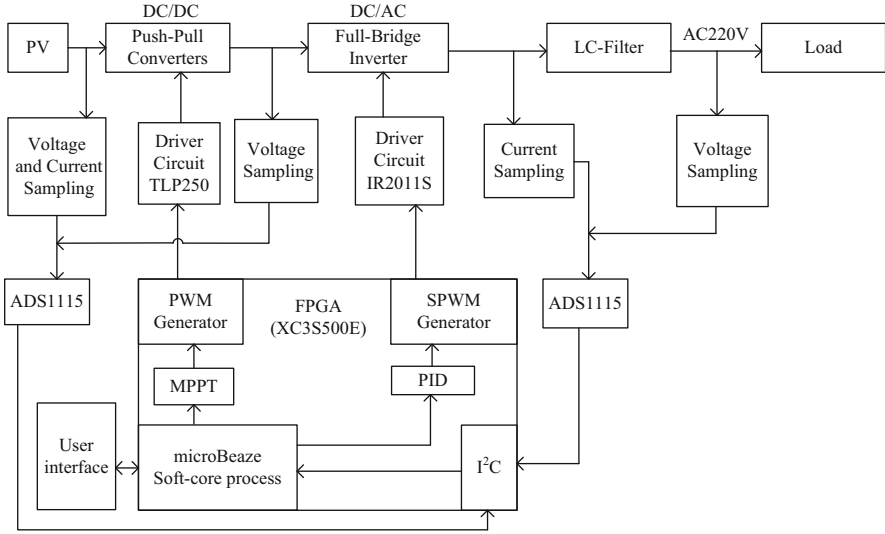 DC/DC
DC/AC
PV
Push-Pull
Converters
Full-Bridge
Inverter
LC-Filter
AC220V
Load
Voltage
and Current
Sampling
Driver
Circuit
TLP250
Voltage
Sampling
Driver
Circuit
IR2011S
Current
Sampling
Voltage
Sampling
ADS1115
PWM
Generator
FPGA
(XC3S500E)
SPWM
Generator
ADS1115
MPPT
PID
User
interface
microBeaze
Soft-core process
I²C